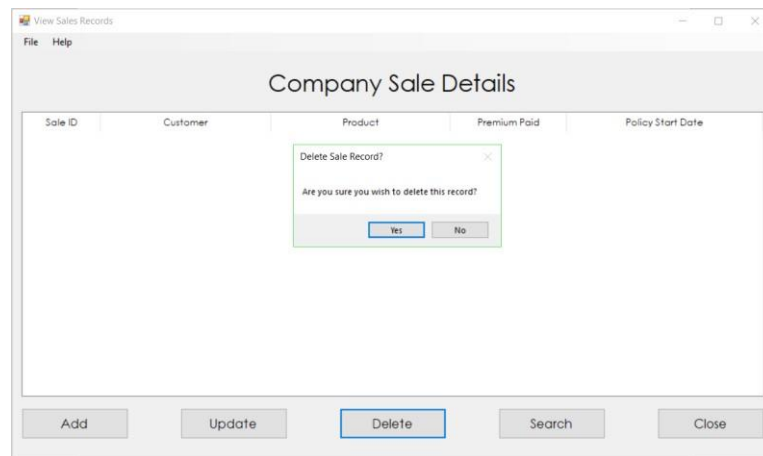 View Sales Records
File Help
Company Sale Details
Sale ID Customer Product Premium Paid Policy Start Date
Delete Sale Record?
Are you sure you wish to delete this record?
Yes No
Add Update Delete Search Close